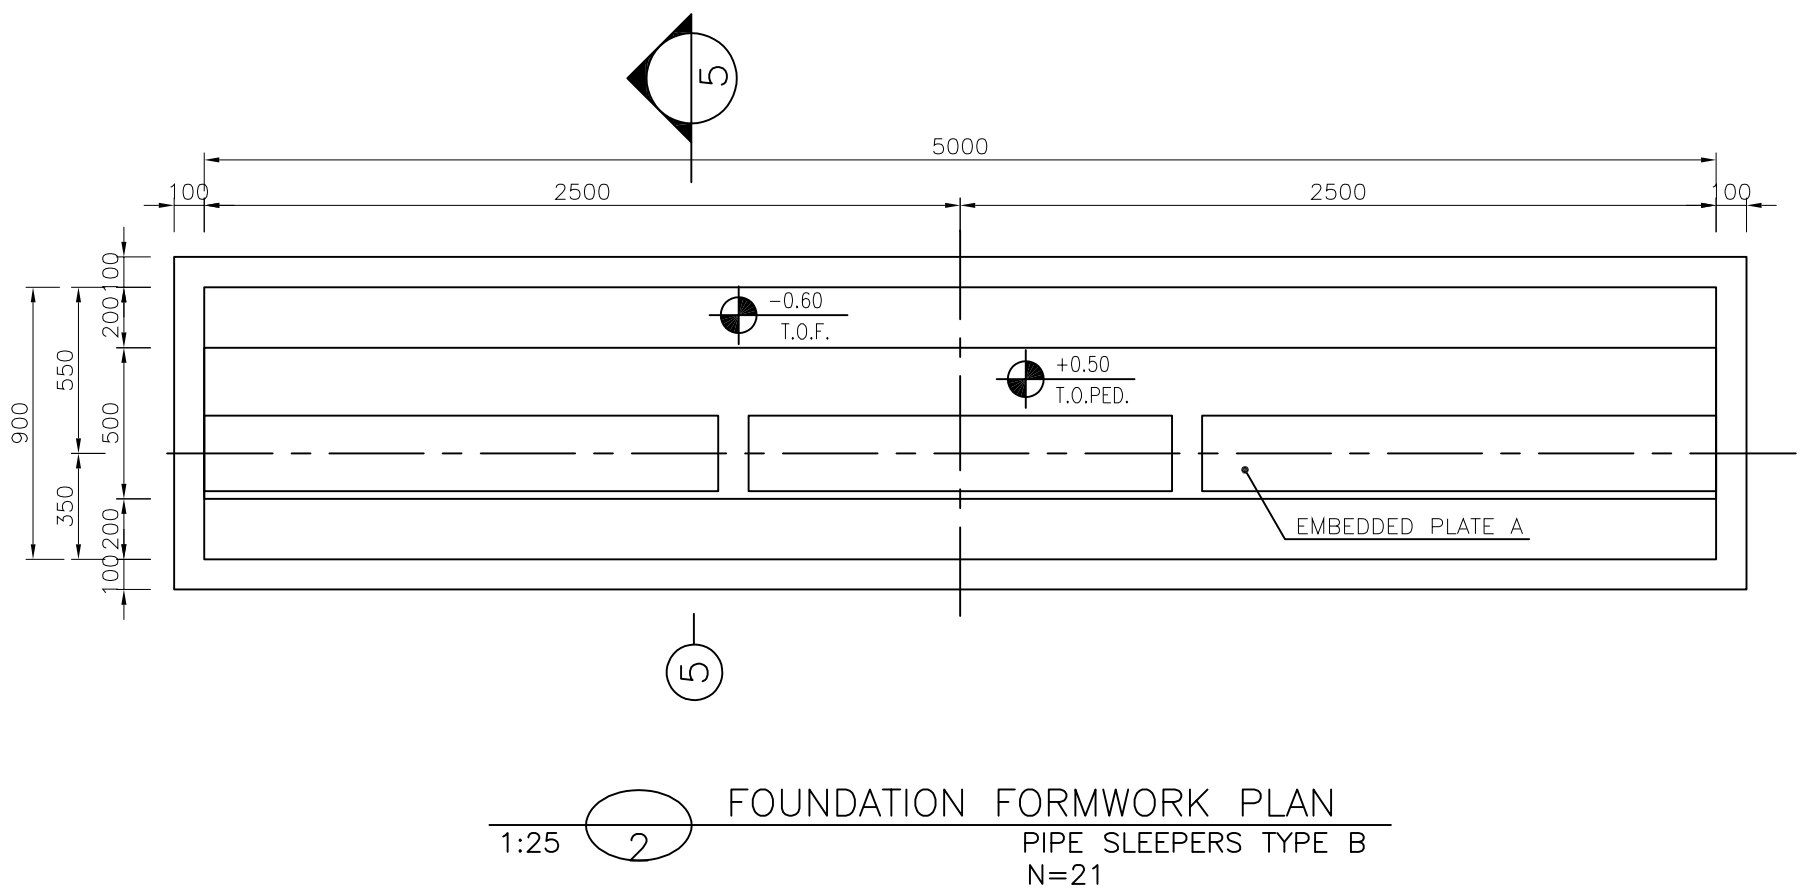 5
5000
100 2500 2500 100
100
200
-0.60
T.O.F.
550
+0.50
T.O.PED.
900
500
350
200
EMBEDDED PLATE A
100
5
FOUNDATION FORMWORK PLAN
1:25 2 PIPE SLEEPERS TYPE B
N=21